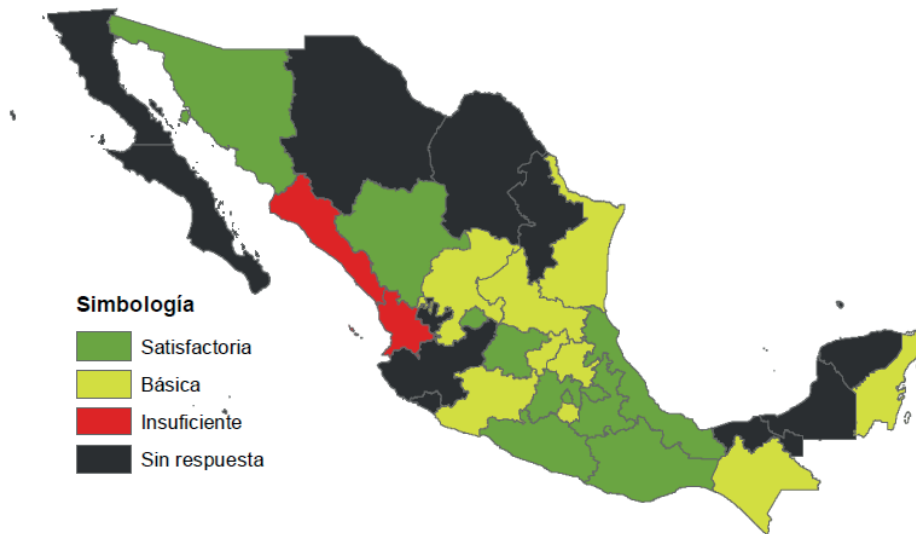 Simbología
Satisfactoria
Básica
Insuficiente
Sin respuesta